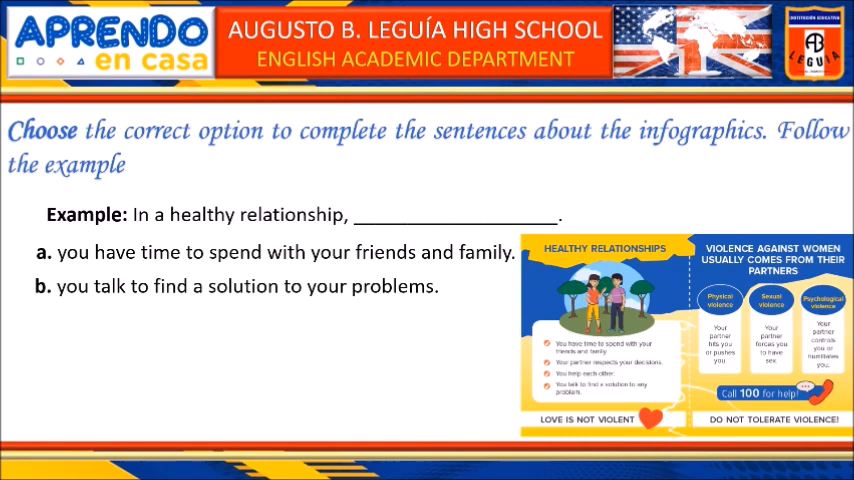 APRENDO
en casa
AUGUSTO B. LEGUÍA HIGH SCHOOL
ENGLISH ACADEMIC DEPARTMENT
INSTITUCIÓN EDUCATIVA
AB
LEGUIA
Choose the correct option to complete the sentences about the infographics. Follow
the example
Example: In a healthy relationship, ____________________.
a. you have time to spend with your friends and family.
b. you talk to find a solution to your problems.
HEALTHY RELATIONSHIPS
You have time to spend with your
friends and family.
Your partner respects your decisions.
You help each other.
You talk to find a solution to any
problem.
LOVE IS NOT VIOLENT
VIOLENCE AGAINST WOMEN
USUALLY COMES FROM THEIR
PARTNERS
Physical
violence
Sexual
violence
Psychological
violence
Your
partner
hits you
or pushes
you.
Your
partner
forces you
to have
sex.
Your
partner
controls
you or
humiliates
you.
Call 100 for help!
DO NOT TOLERATE VIOLENCE!